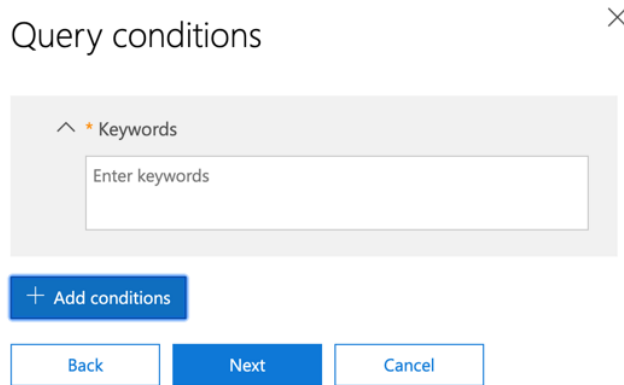 Query conditions
* Keywords
Enter keywords
+ Add conditions
Back
Next
Cancel